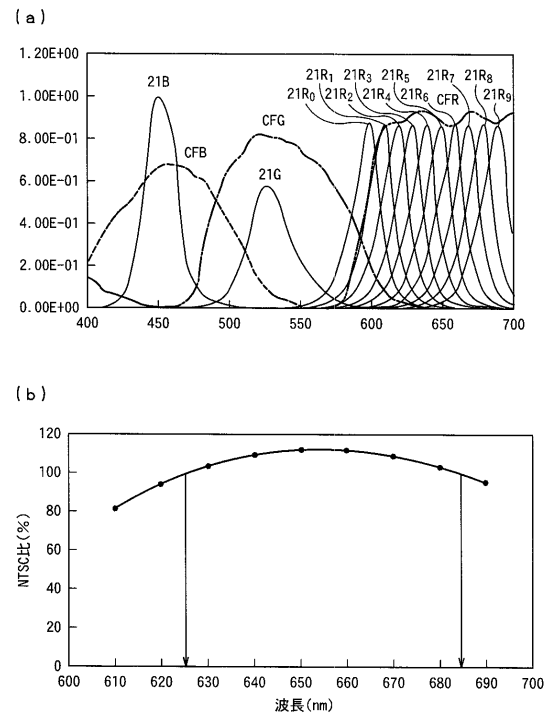 (a)
1.20E+00
1.00E+00
8.00E-01
6.00E-01
4.00E-01
2.00E-01
0.00E+00
400 450 500 550 600 650 700
21B
CFB
CFG
21G
21R1 21R3 21R5 21R7 21R8
21R0 21R2 21R4 21R6 CFR 21R9
(b)
NTSC比(%)
120
100
80
60
40
20
0
600 610 620 630 640 650 660 670 680 690 700
波長(nm)